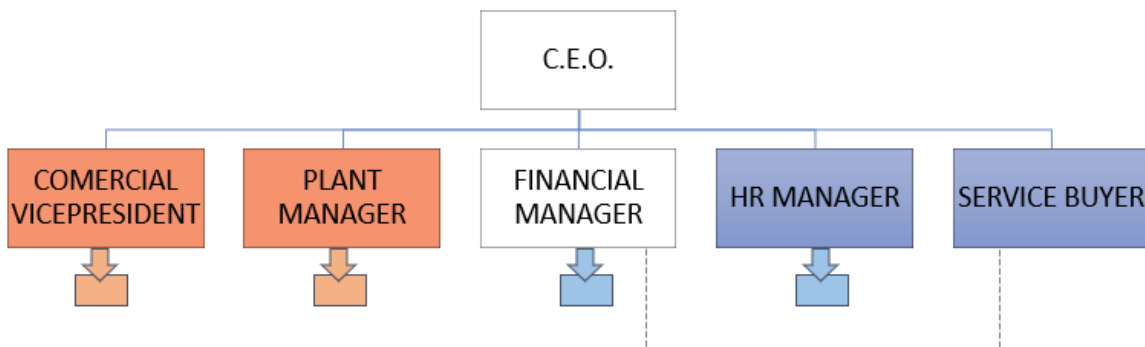 C.E.O.
COMERCIAL
VICEPRESIDENT
PLANT
MANAGER
FINANCIAL
MANAGER
HR MANAGER
SERVICE BUYER